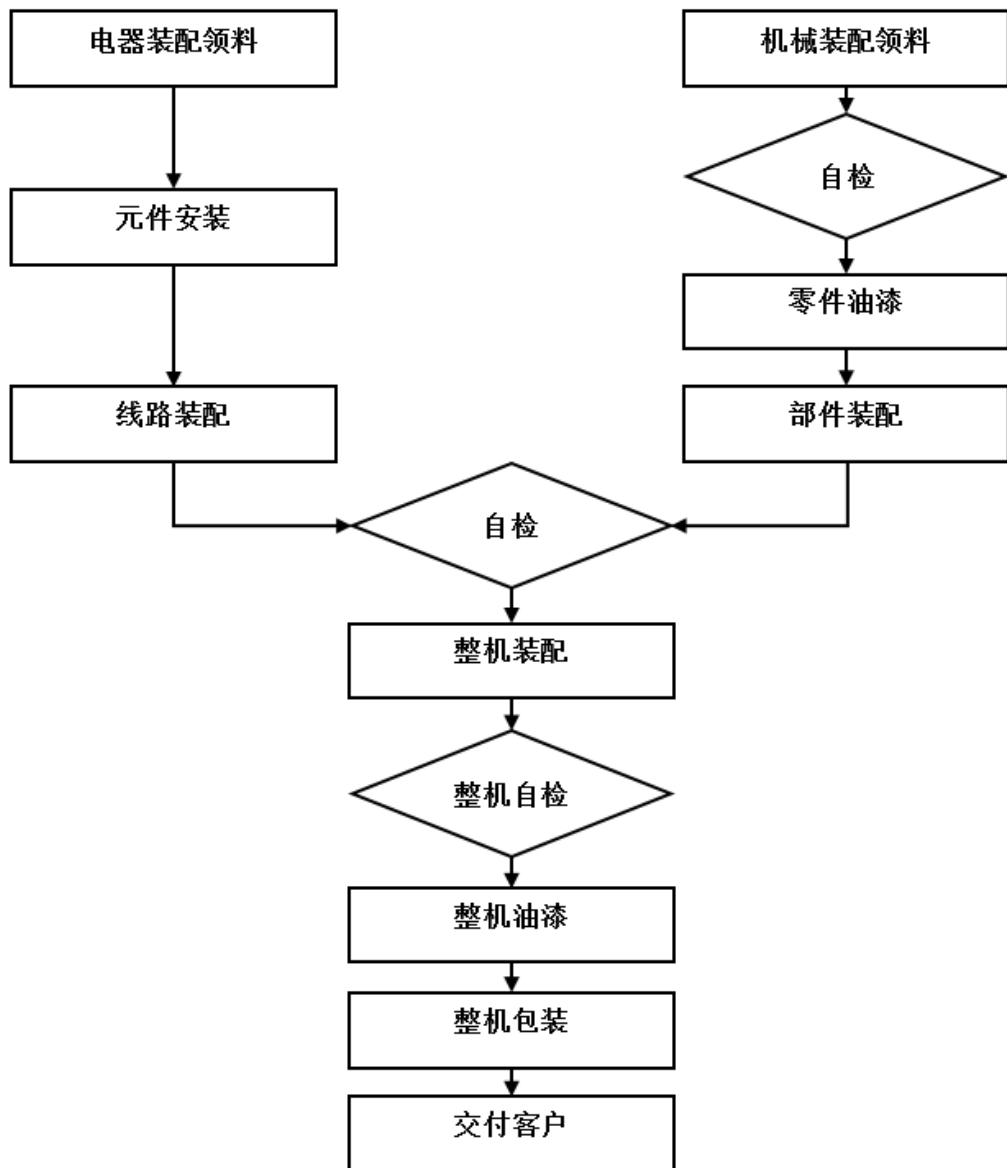 电器装配领料
机械装配领料
自检
元件安装
零件油漆
线路装配
部件装配
自检
整机装配
整机自检
整机油漆
整机包装
交付客户